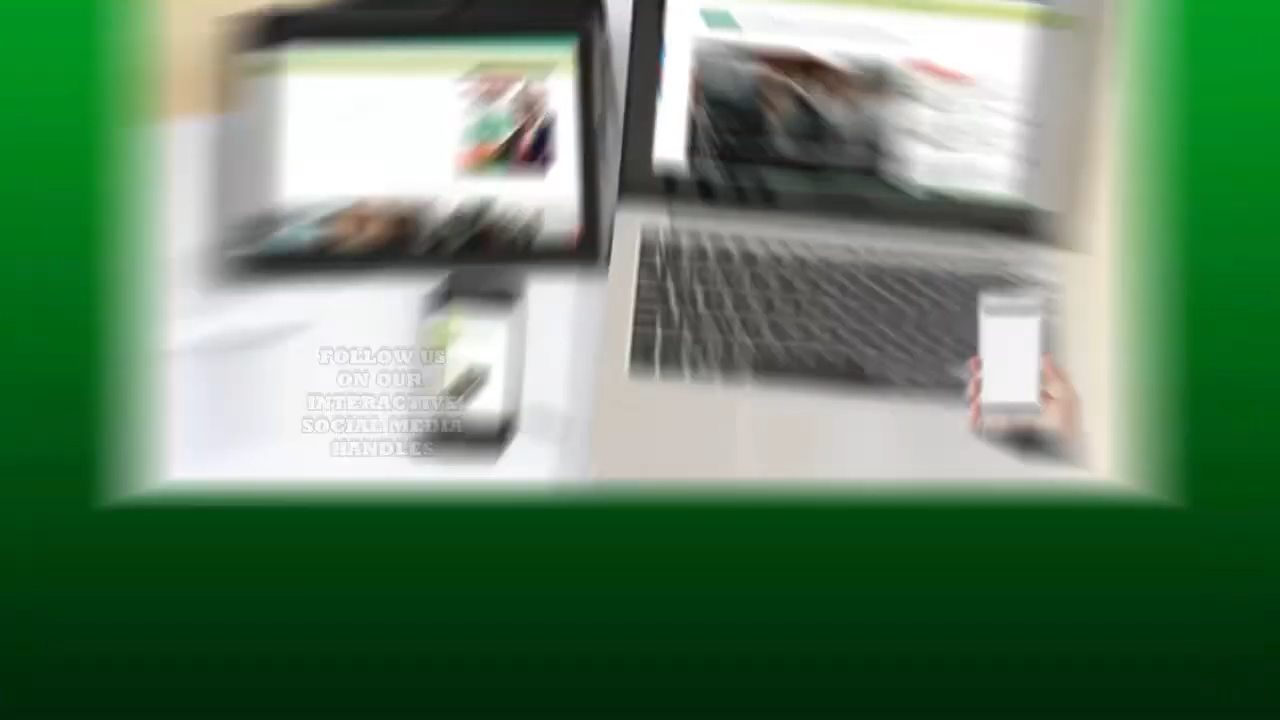 FOLLOW US
ON OUR
INTERACTIVE
SOCIAL MEDIA
HANDLES